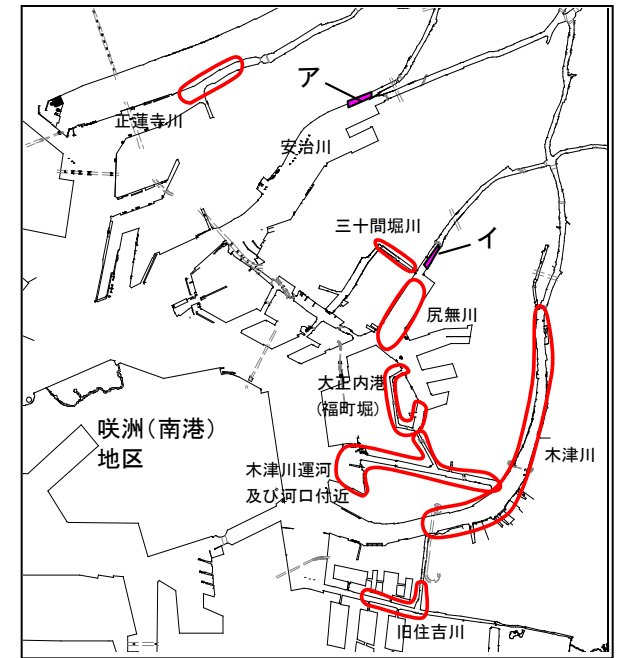 ア
正蓮寺川
安治川
三十間堀川
イ
尻無川
大正内港
(福町堀)
咲洲(南港)
地区
木津川運河
及び河口付近
木津川
旧住吉川